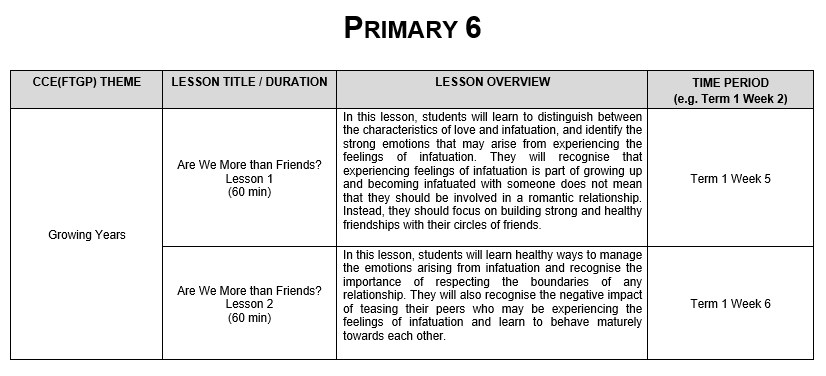 PRIMARY 6
CCE(FTGP) THEME
LESSON TITLE / DURATION
LESSON OVERVIEW
TIME PERIOD
(e.g. Term 1 Week 2)
Growing Years
Are We More than Friends?
Lesson 1
(60 min)
In this lesson, students will learn to distinguish between
the characteristics of love and infatuation, and identify the
strong emotions that may arise from experiencing the
feelings of infatuation. They will recognise that
experiencing feelings of infatuation is part of growing up
and becoming infatuated with someone does not mean
that they should be involved in a romantic relationship.
Instead, they should focus on building strong and healthy
friendships with their circles of friends.
Term 1 Week 5
Are We More than Friends?
Lesson 2
(60 min)
In this lesson, students will learn healthy ways to manage
the emotions arising from infatuation and recognise the
importance of respecting the boundaries of any
relationship. They will also recognise the negative impact
of teasing their peers who may be experiencing the
feelings of infatuation and learn to behave maturely
towards each other.
Term 1 Week 6